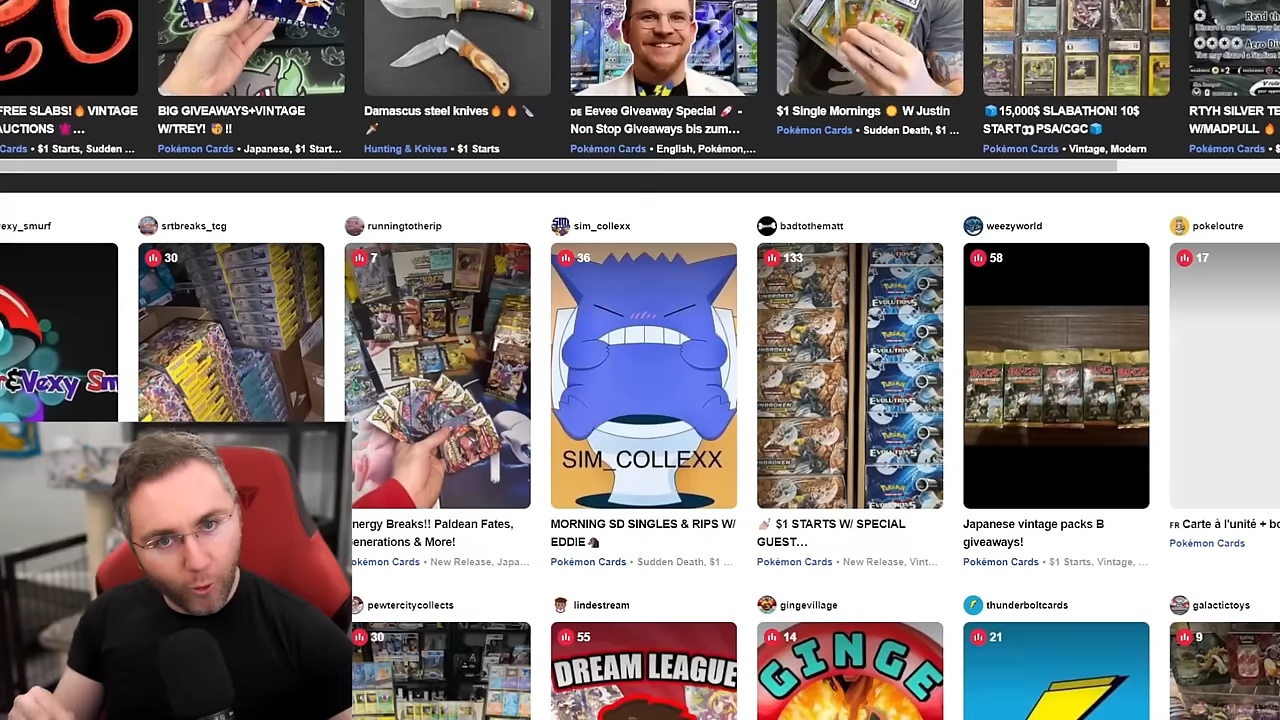 FREE SLABS!🔥VINTAGE
AUCTIONS 🐙…
Cards • $1 Starts, Sudden ...
BIG GIVEAWAYS+VINTAGE
W/TREY! 🥳 !!
Pokémon Cards • Japanese, $1 Start...
Damascus steel knives🔥🔥🔪
🗡️
Hunting & Knives • $1 Starts
DE Eevee Giveaway Special 🚀 -
Non Stop Giveaways bis zum…
Pokémon Cards • English, Pokémon,...
$1 Single Mornings ☀️ W Justin
Pokémon Cards • Sudden Death, $1 ...
🧊15,000$ SLABATHON! 10$
START👀PSA/CGC🧊
Pokémon Cards • Vintage, Modern
RTYH SILVER TE
W/MADPULL 🔥
Pokémon Cards •
exy_smurf
srtbreaks_tcg
30
runningtotherip
7
nergy Breaks!! Paldean Fates,
enerations & More!
okémon Cards • New Release, Japa...
sim_collexx
36
SIM_COLLEXX
MORNING SD SINGLES & RIPS W/
EDDIE🐴
Pokémon Cards • Sudden Death, $1 ...
badtothematt
133
UNBROKEN
EVOLUTIONS
$1 STARTS W/ SPECIAL
GUEST…
Pokémon Cards • New Release, Vint...
weezyworld
58
Japanese vintage packs B
giveaways!
Pokémon Cards • $1 Starts, Vintage, ...
pokeloutre
17
FR Carte à l'unité + bo
Pokémon Cards
pewtercitycollects
30
lindestream
55
DREAM LEAGUE
gingevillage
14
GINGE
thunderboltcards
21
galactictoys
9